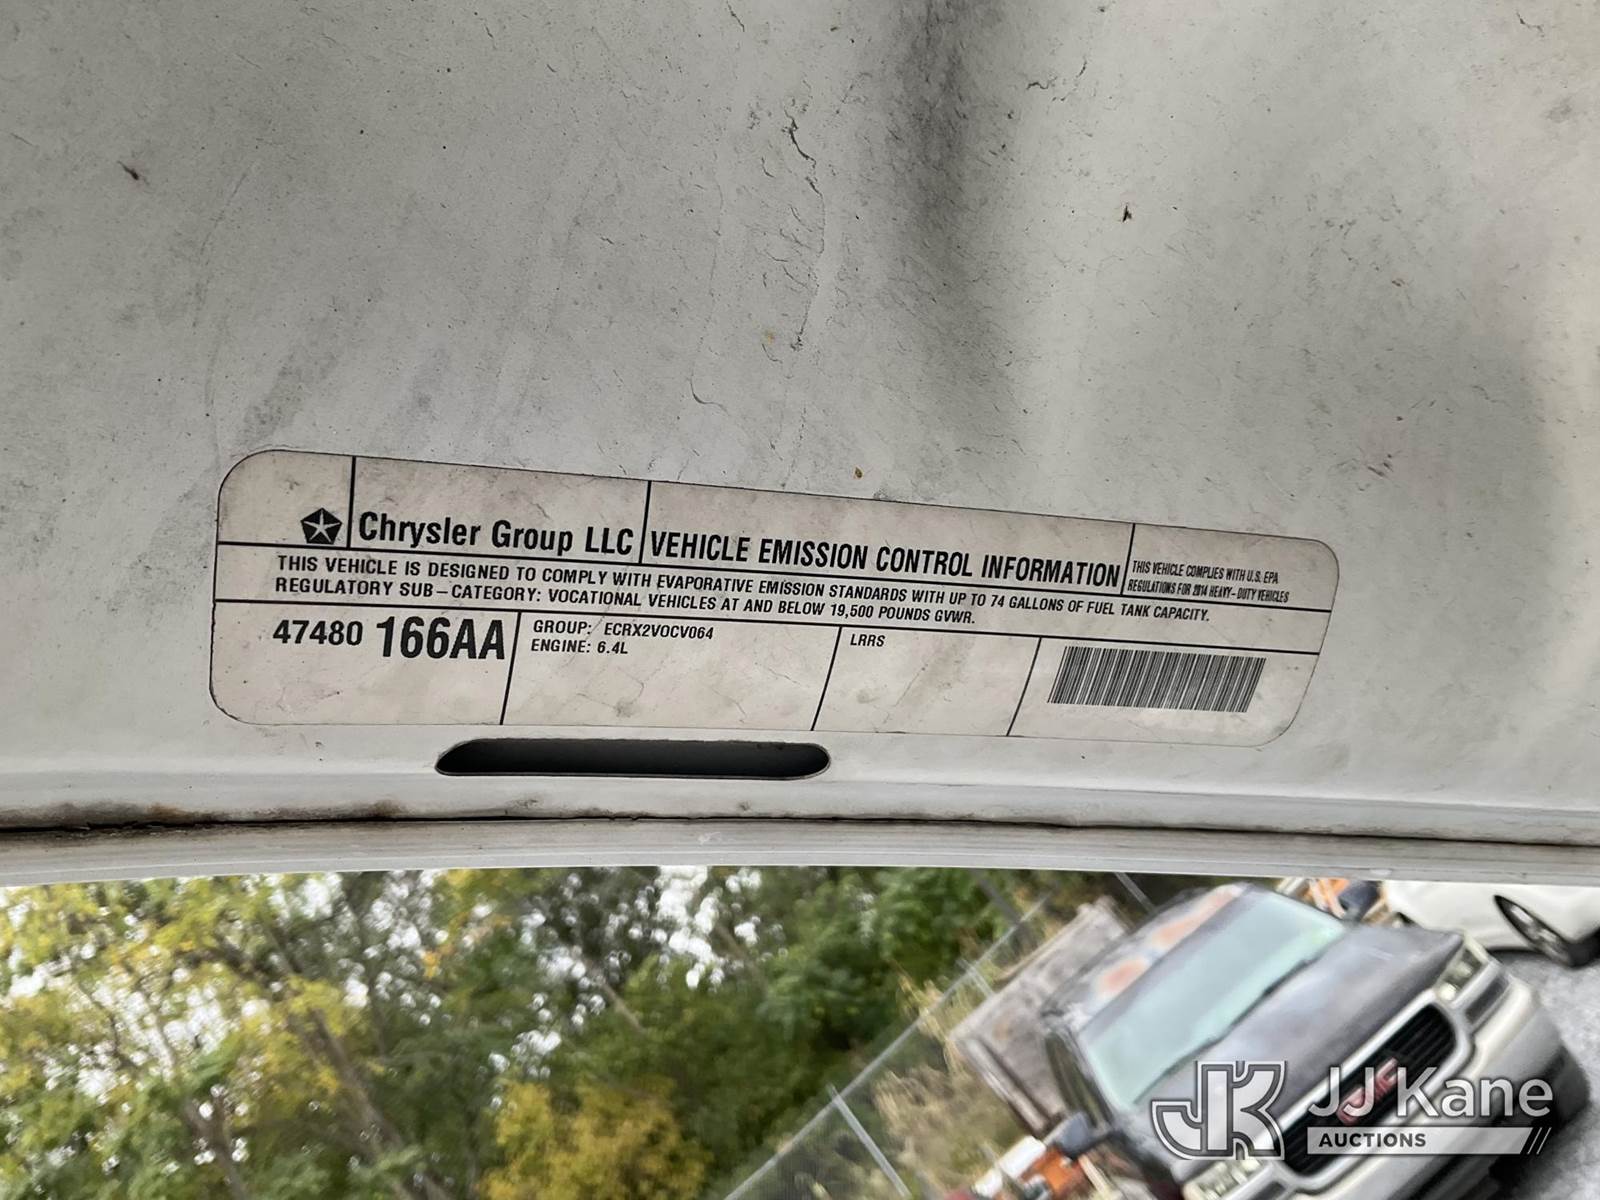 Chrysler Group LLC
VEHICLE EMISSION CONTROL INFORMATION
THIS VEHICLE COMPLIES WITH U.S. EPA
REGULATIONS FOR 2014 HEAVY-DUTY VEHICLES
THIS VEHICLE IS DESIGNED TO COMPLY WITH EVAPORATIVE EMISSION STANDARDS WITH UP TO 74 GALLONS OF FUEL TANK CAPACITY.
REGULATORY SUB-CATEGORY: VOCATIONAL VEHICLES AT AND BELOW 19,500 POUNDS GVWR.
47480 166AA
GROUP: ECRX2VOCV064
ENGINE: 6.4L
LRRS
GMC
JK JJ Kane
AUCTIONS